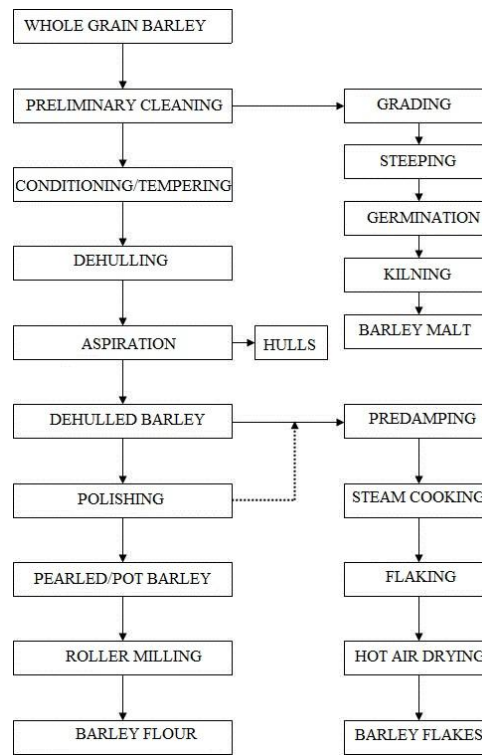 WHOLE GRAIN BARLEY
PRELIMINARY CLEANING
GRADING
STEEPING
CONDITIONING/TEMPERING
GERMINATION
DEHULLING
KILNING
ASPIRATION
HULLS
BARLEY MALT
DEHULLED BARLEY
PREDAMPING
POLISHING
STEAM COOKING
PEARLED/POT BARLEY
FLAKING
ROLLER MILLING
HOT AIR DRYING
BARLEY FLOUR
BARLEY FLAKES